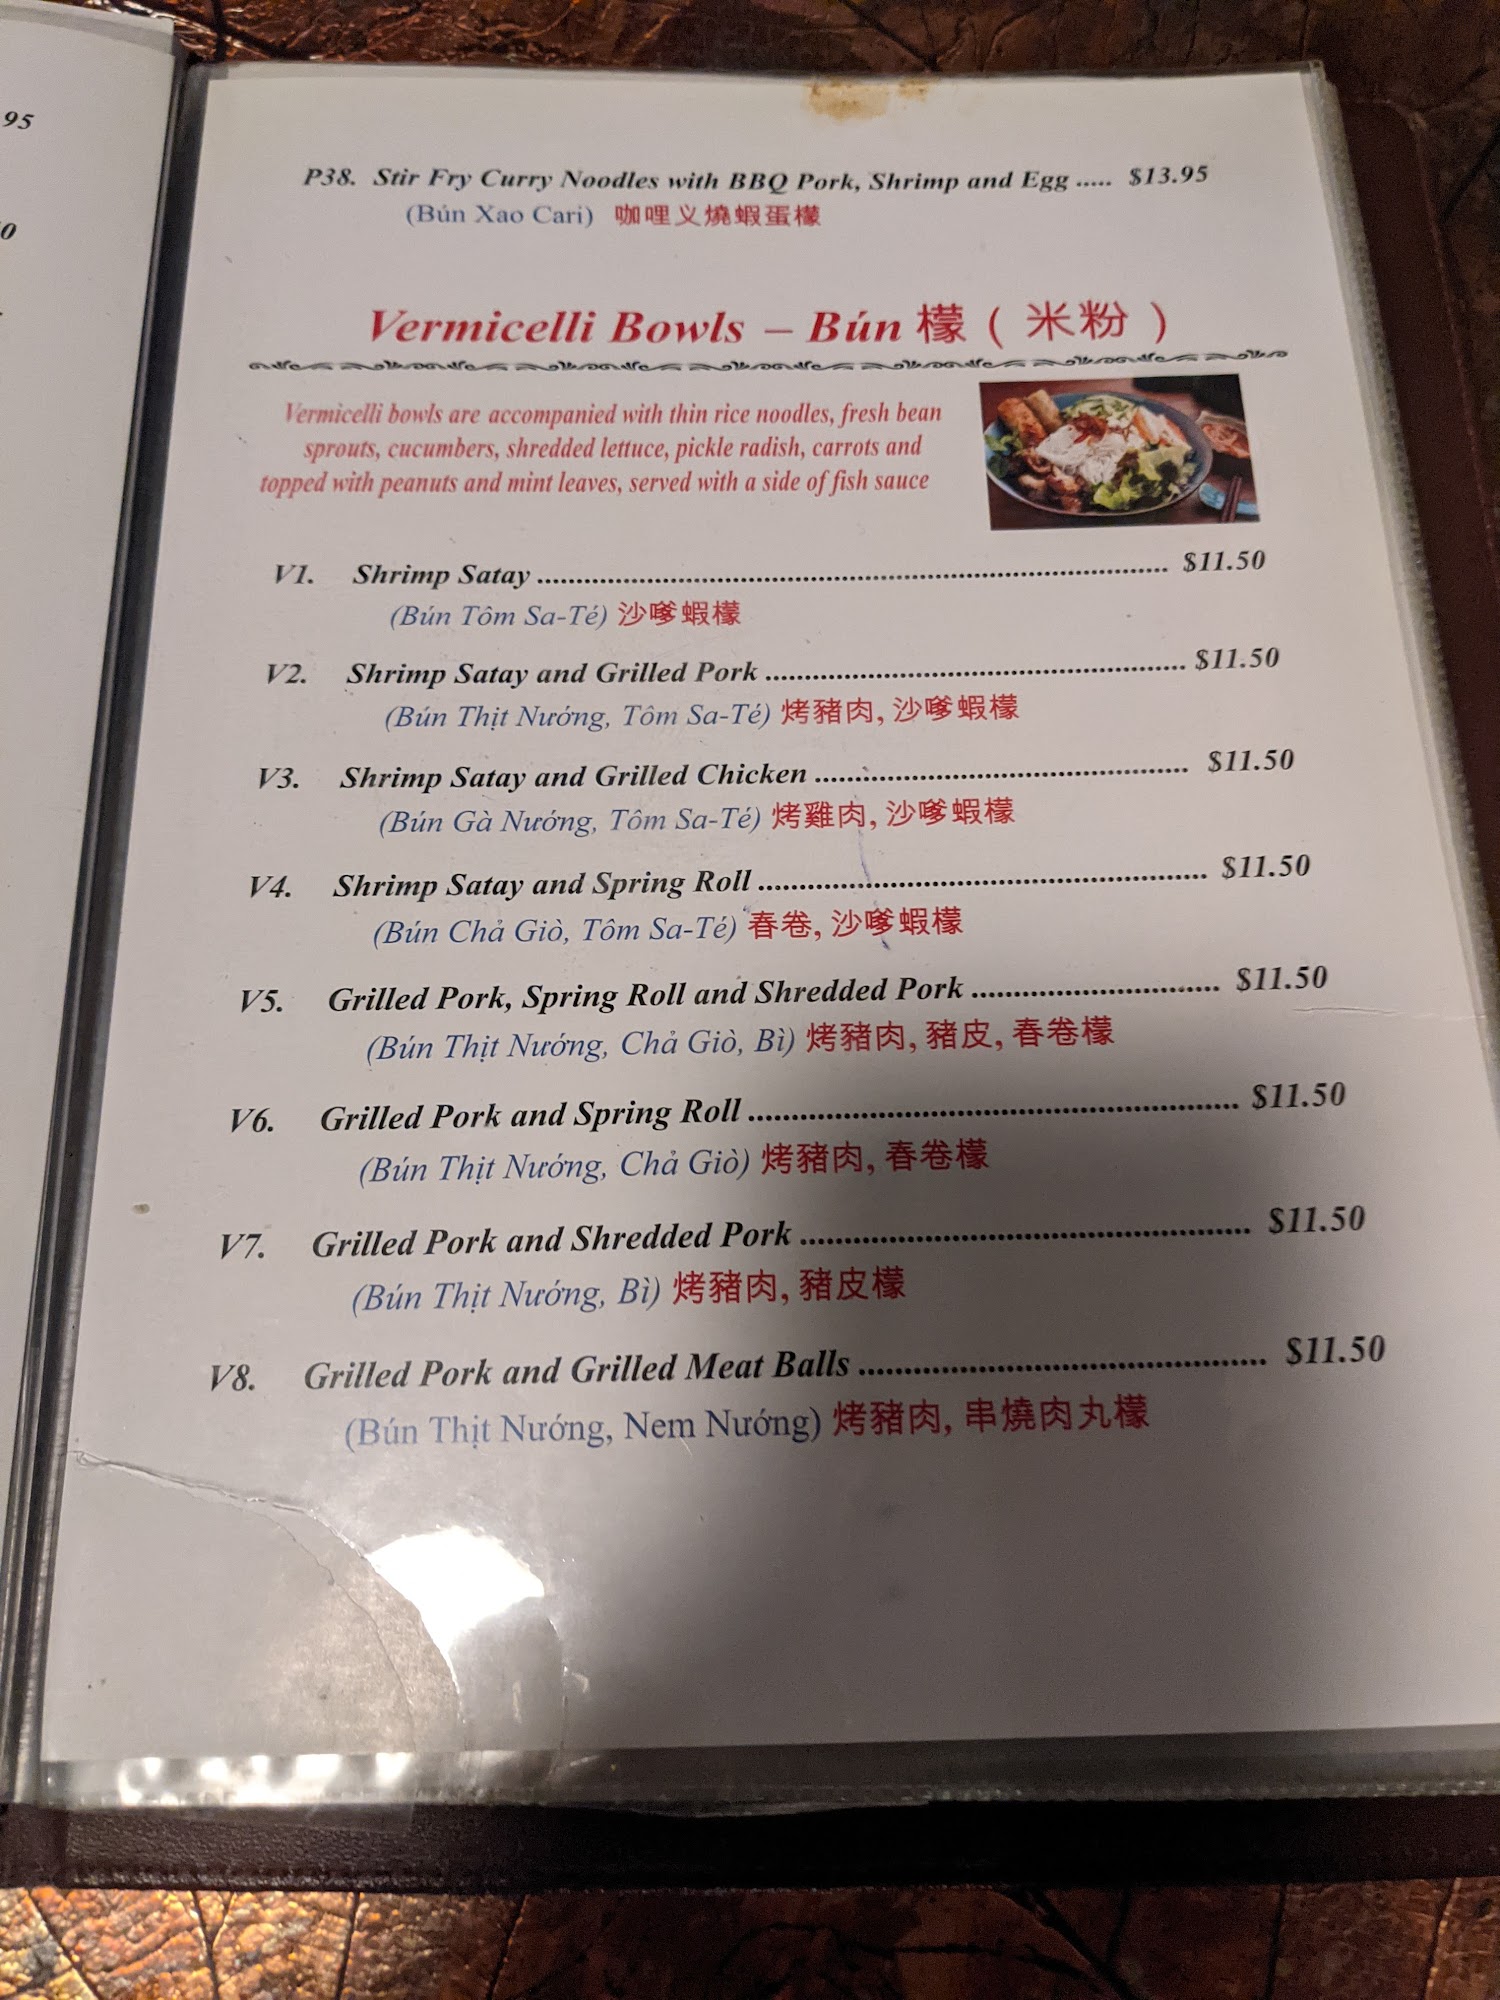 95
P38. Stir Fry Curry Noodles with BBQ Pork, Shrimp and Egg ..... $13.95
(Bún Xao Cari) 咖哩义燒蝦蛋檬
Vermicelli Bowls – Bún 檬（米粉）
Vermicelli bowls are accompanied with thin rice noodles, fresh bean
sprouts, cucumbers, shredded lettuce, pickle radish, carrots and
topped with peanuts and mint leaves, served with a side of fish sauce
V1. Shrimp Satay ........ $11.50
(Bún Tôm Sa-Té) 沙嗲蝦檬
V2. Shrimp Satay and Grilled Pork ........ $11.50
(Bún Thịt Nướng, Tôm Sa-Té) 烤豬肉, 沙嗲蝦檬
V3. Shrimp Satay and Grilled Chicken ........ $11.50
(Bún Gà Nướng, Tôm Sa-Té) 烤雞肉, 沙嗲蝦檬
V4. Shrimp Satay and Spring Roll ........ $11.50
(Bún Chả Giò, Tôm Sa-Té) 春卷, 沙嗲蝦檬
V5. Grilled Pork, Spring Roll and Shredded Pork ........ $11.50
(Bún Thịt Nướng, Chả Giò, Bì) 烤豬肉, 豬皮, 春卷檬
V6. Grilled Pork and Spring Roll ........ $11.50
(Bún Thịt Nướng, Chả Giò) 烤豬肉, 春卷檬
V7. Grilled Pork and Shredded Pork ........ $11.50
(Bún Thịt Nướng, Bì) 烤豬肉, 豬皮檬
V8. Grilled Pork and Grilled Meat Balls ........ $11.50
(Bún Thịt Nướng, Nem Nướng) 烤豬肉, 串燒肉丸檬